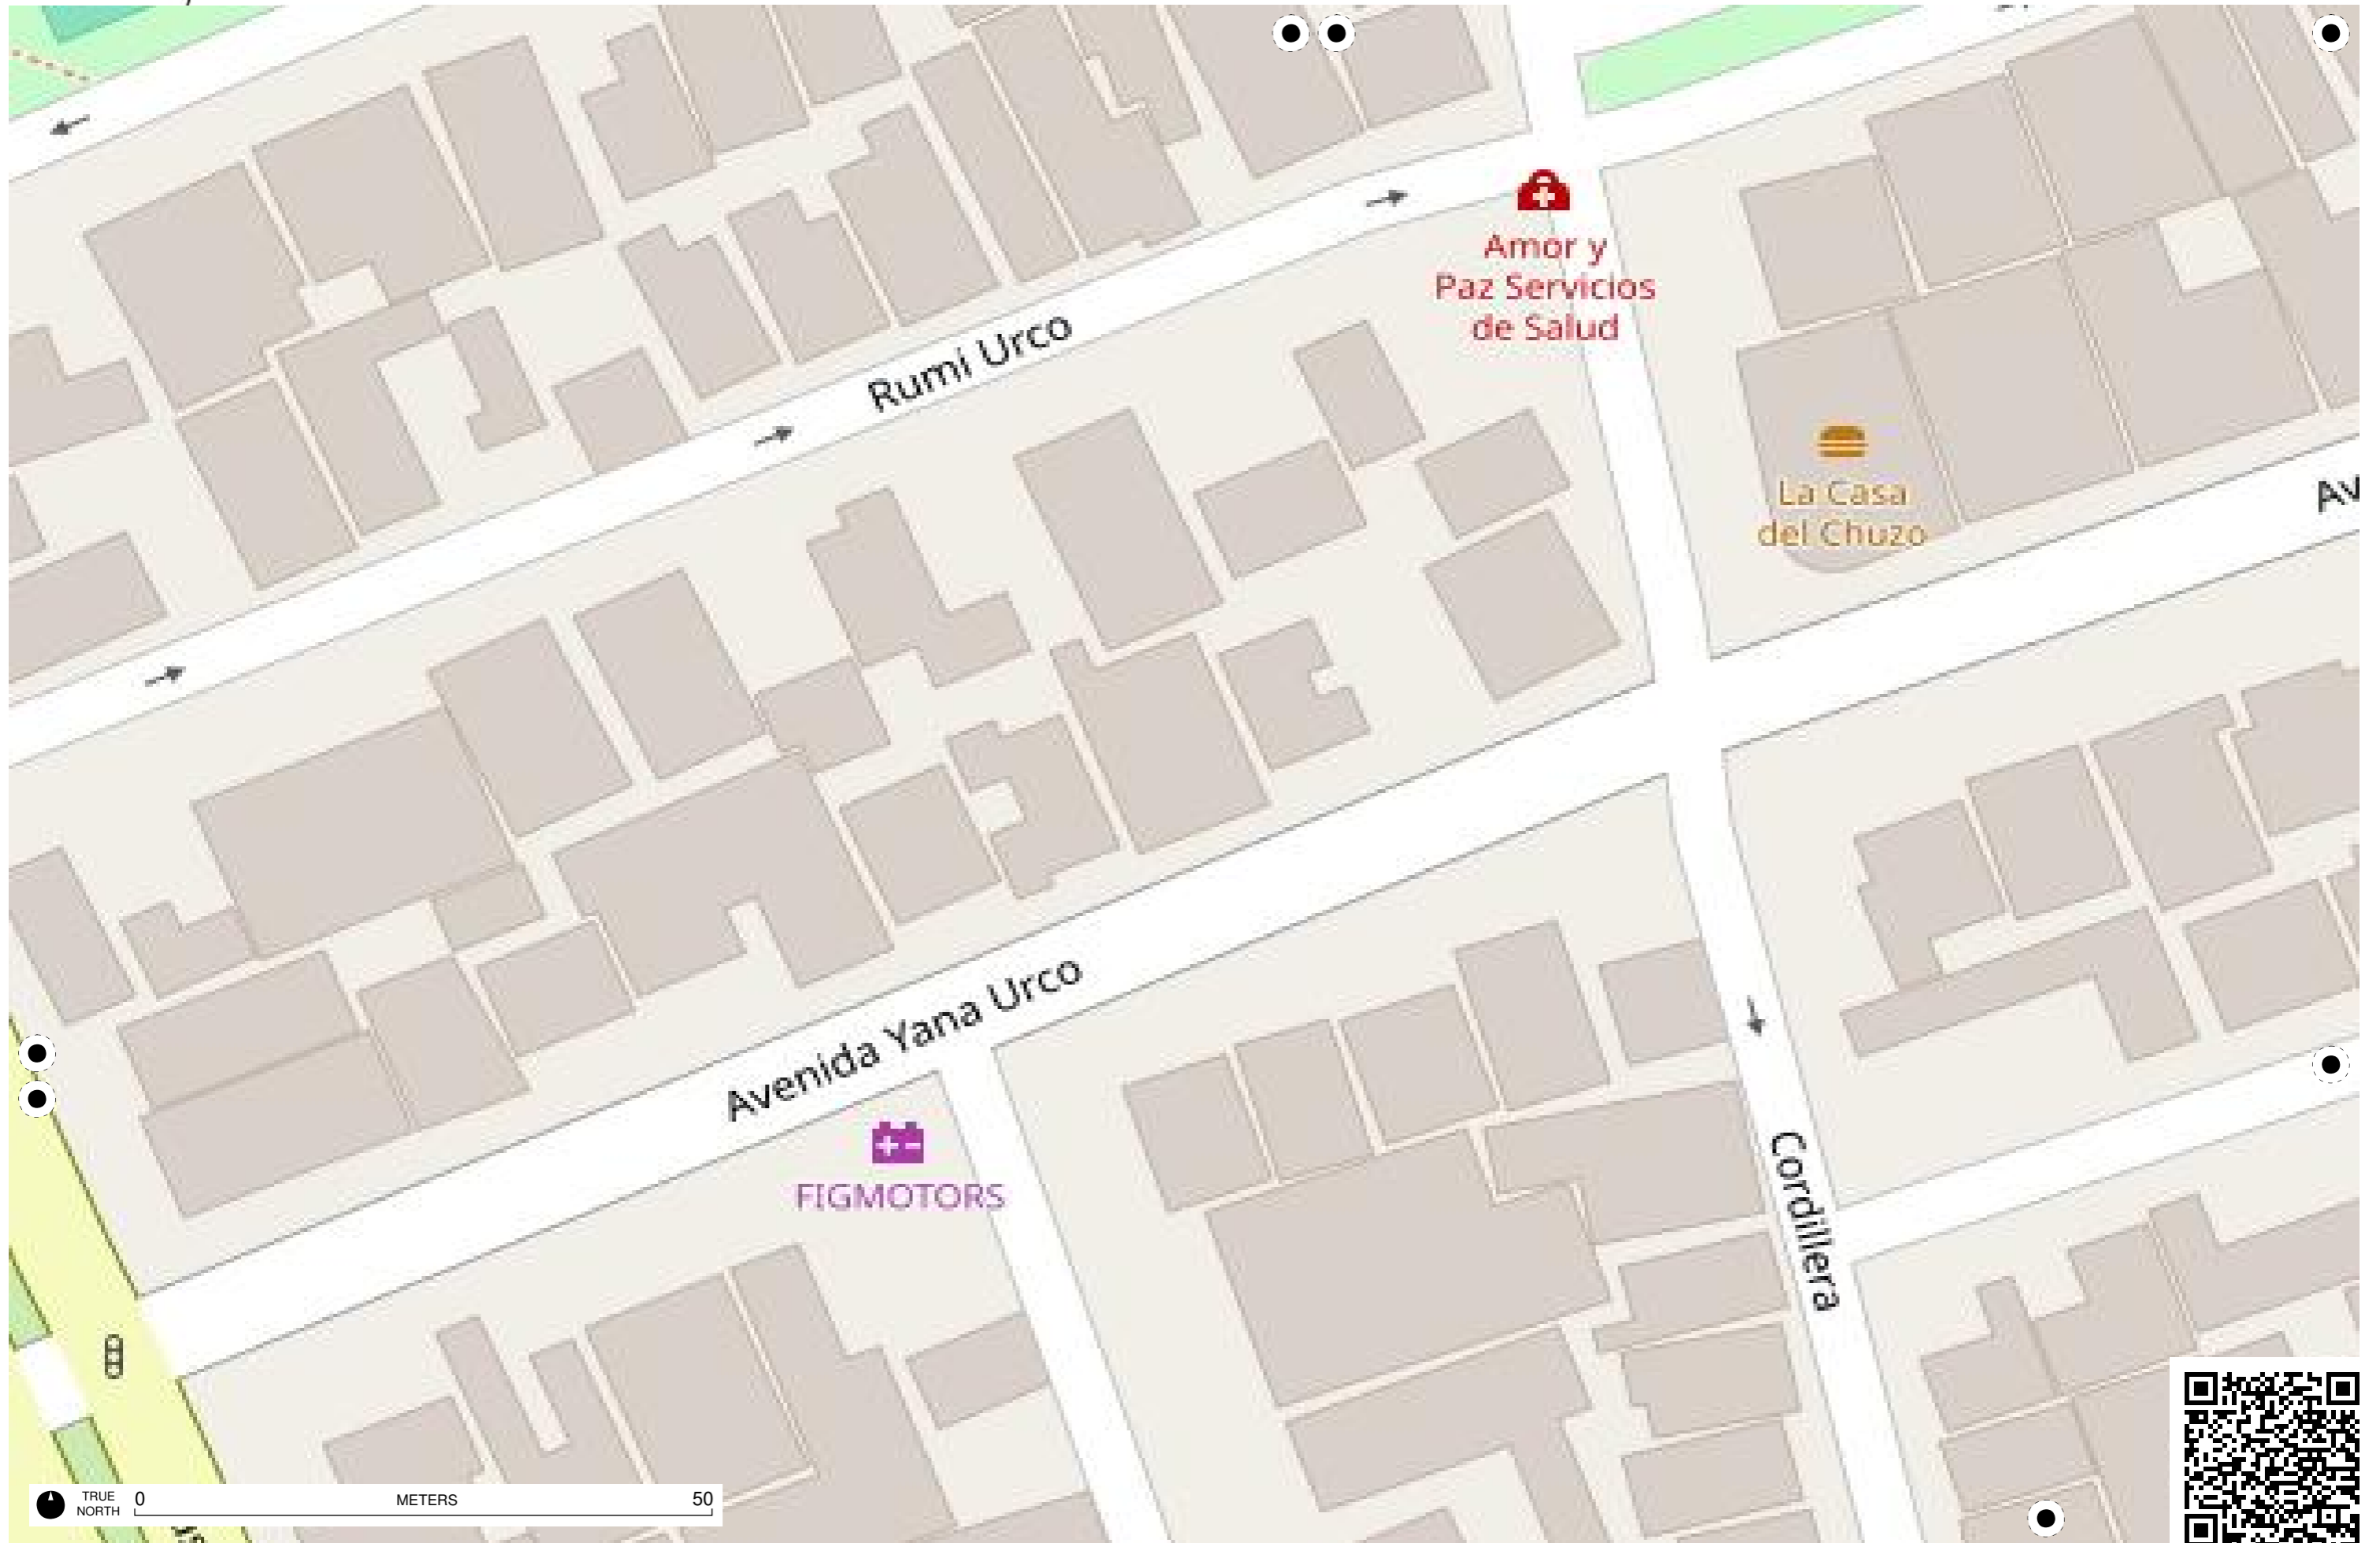 Rumi Urco
Amor y
Paz Servicios
de Salud
La Casa
del Chuzo
Av
Avenida Yana Urco
FIGMOTORS
Cordillera
TRUE
NORTH
0 METERS 50